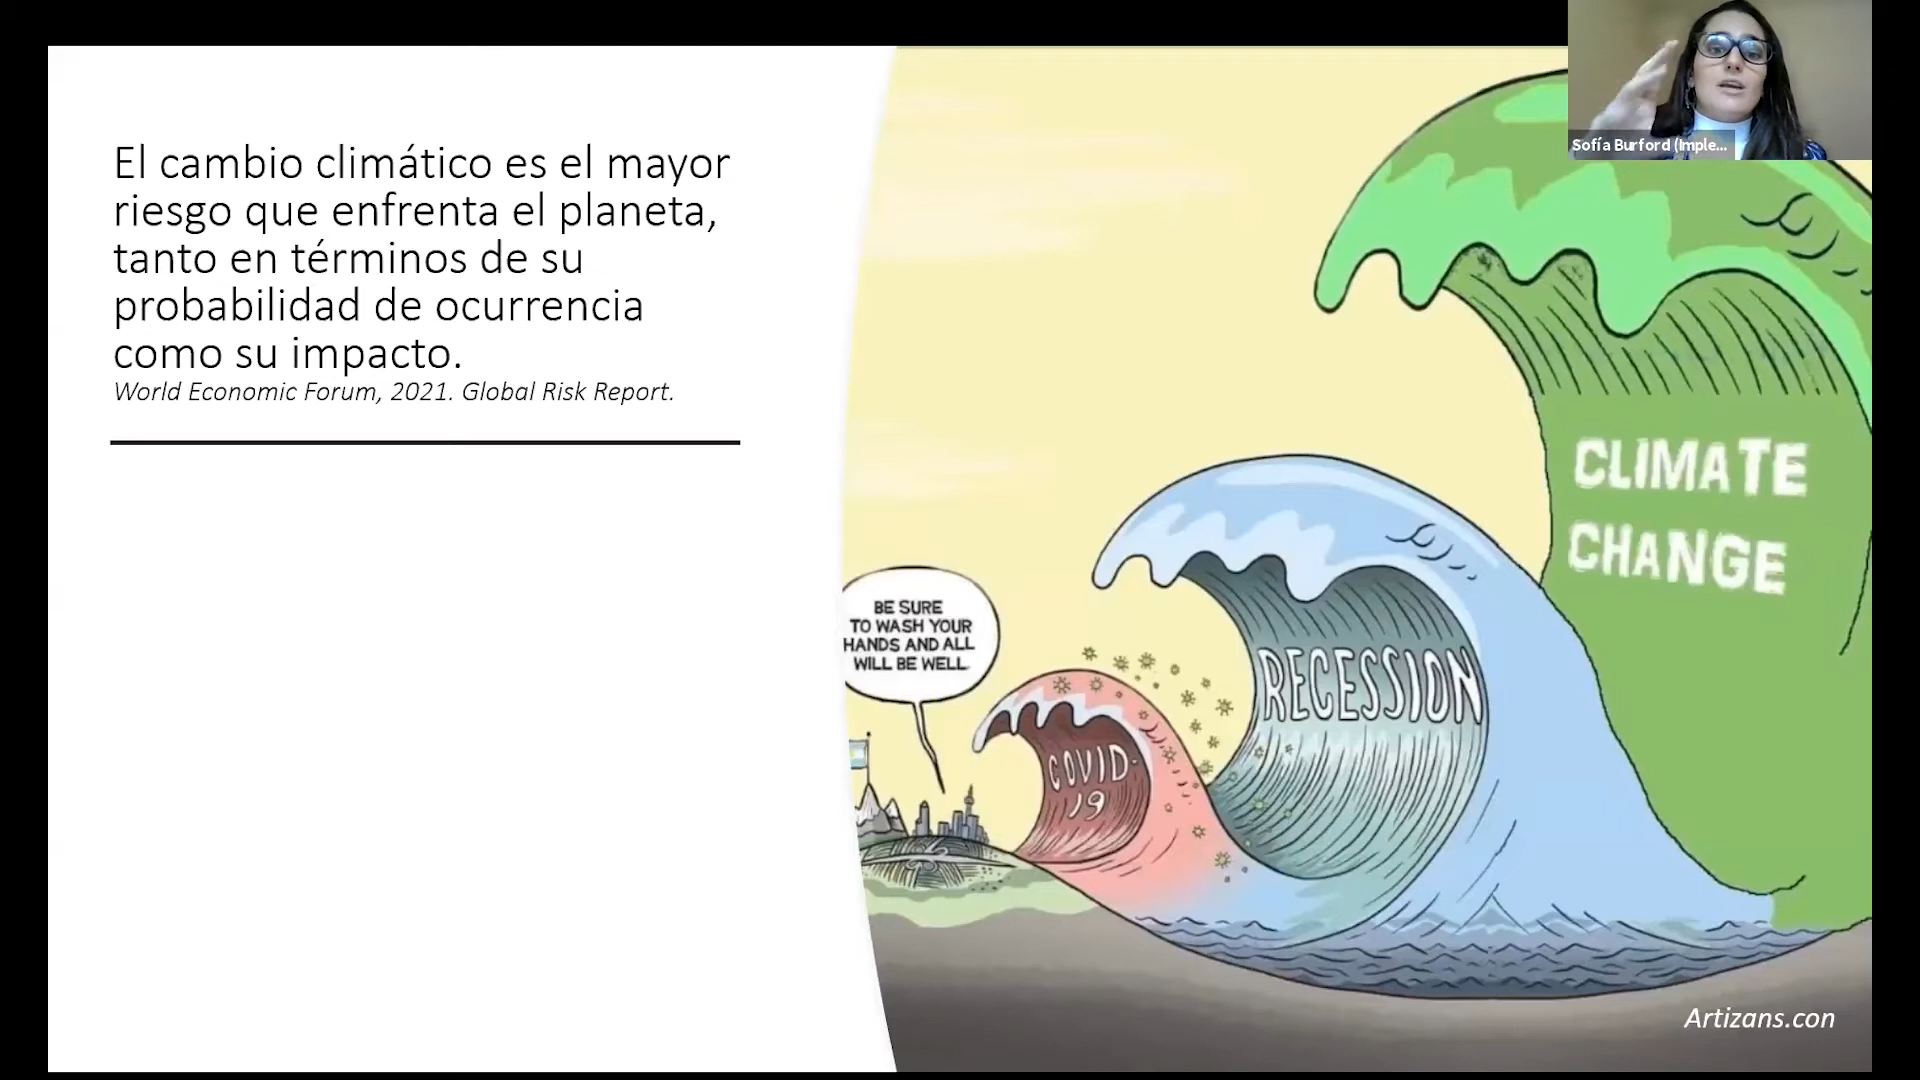 El cambio climático es el mayor
riesgo que enfrenta el planeta,
tanto en términos de su
probabilidad de ocurrencia
como su impacto.
World Economic Forum, 2021. Global Risk Report.
Sofía Burford (Imple...
CLIMATE
CHANGE
RECESSION
COVID-
19
BE SURE
TO WASH YOUR
HANDS AND ALL
WILL BE WELL
Artizans.con